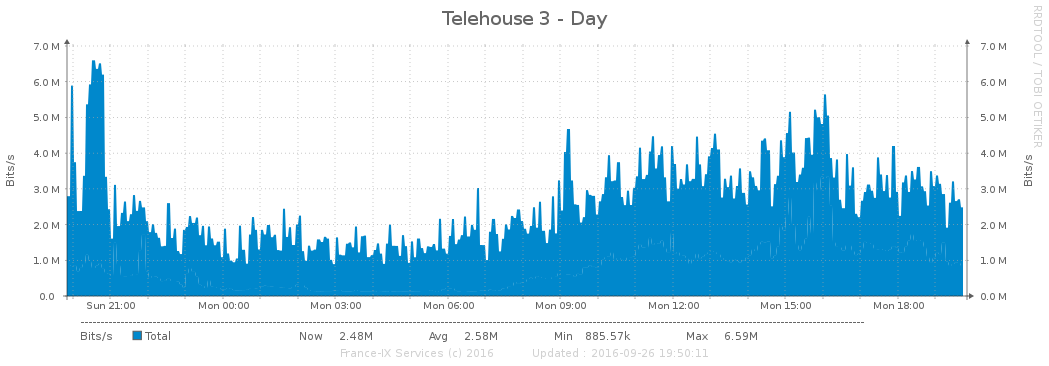 Telehouse 3 - Day
RRDTOOL / TOBI OETIKER
Bits/s
7.0 M
6.0 M
5.0 M
4.0 M
3.0 M
2.0 M
1.0 M
0.0
7.0 M
6.0 M
5.0 M
4.0 M
3.0 M
2.0 M
1.0 M
0.0 M
Bits/s
Sun 21:00 Mon 00:00 Mon 03:00 Mon 06:00 Mon 09:00 Mon 12:00 Mon 15:00 Mon 18:00
Bits/s Total Now 2.48M Avg 2.58M Min 885.57k Max 6.59M
France-IX Services (c) 2016 Updated : 2016-09-26 19:50:11